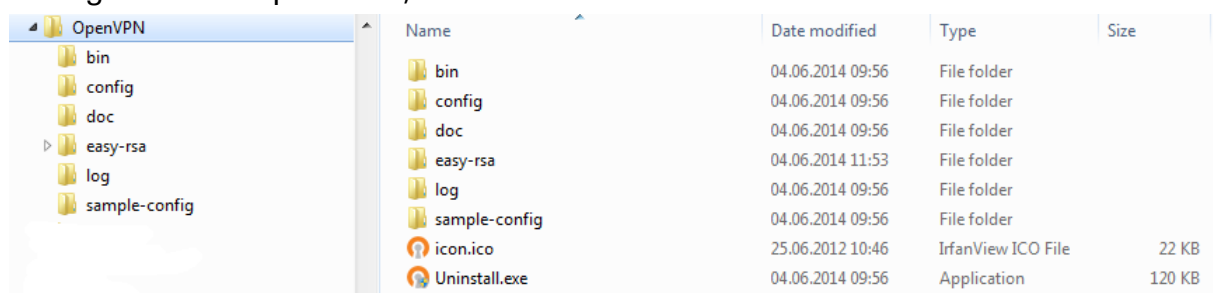 OpenVPN
bin
config
doc
easy-rsa
log
sample-config
Name Date modified Type Size
bin 04.06.2014 09:56 File folder
config 04.06.2014 09:56 File folder
doc 04.06.2014 09:56 File folder
easy-rsa 04.06.2014 11:53 File folder
log 04.06.2014 09:56 File folder
sample-config 04.06.2014 09:56 File folder
icon.ico 25.06.2012 10:46 IrfanView ICO File 22 KB
Uninstall.exe 04.06.2014 09:56 Application 120 KB